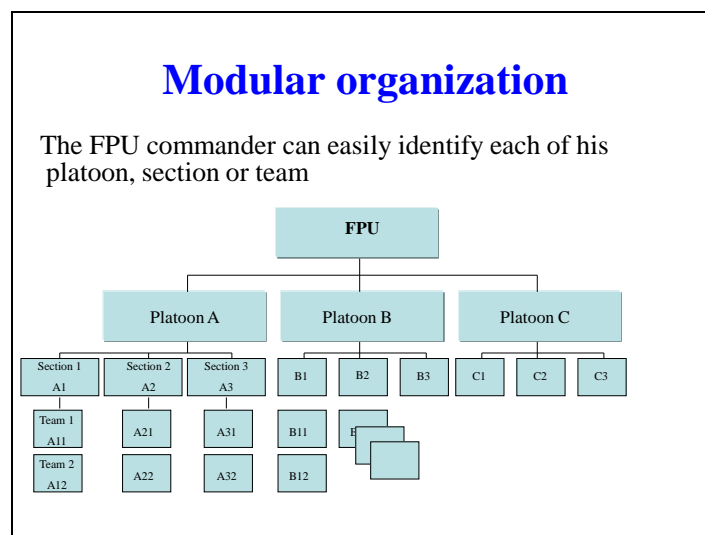 Modular organization
The FPU commander can easily identify each of his
platoon, section or team
FPU
Platoon A
Platoon B
Platoon C
Section 1
A1
Section 2
A2
Section 3
A3
B1
B2
B3
C1
C2
C3
Team 1
A11
A21
A31
B11
Team 2
A12
A22
A32
B12